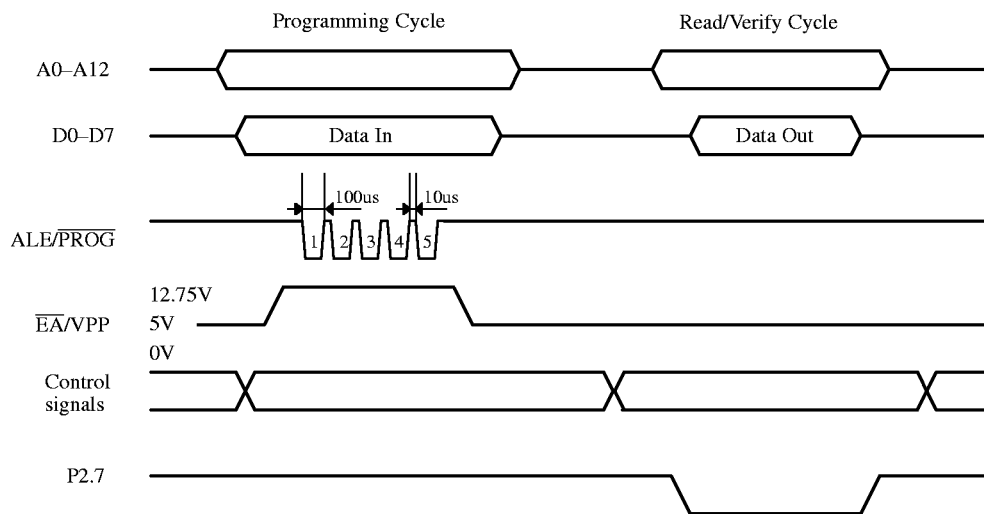 Programming Cycle
Read/Verify Cycle
A0–A12
D0–D7
Data In
Data Out
100us
10us
ALE/PROG
1 2 3 4 5
12.75V
EA/VPP
5V
0V
Control
signals
P2.7